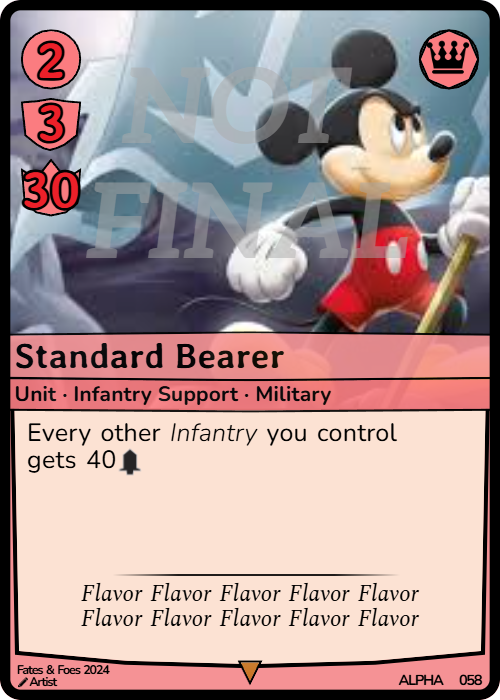 2
3
30
NOT
FINAL
Standard Bearer
Unit · Infantry Support · Military
Every other Infantry you control
gets 40
Flavor Flavor Flavor Flavor Flavor
Flavor Flavor Flavor Flavor Flavor
Fates & Foes 2024
Artist
ALPHA 058